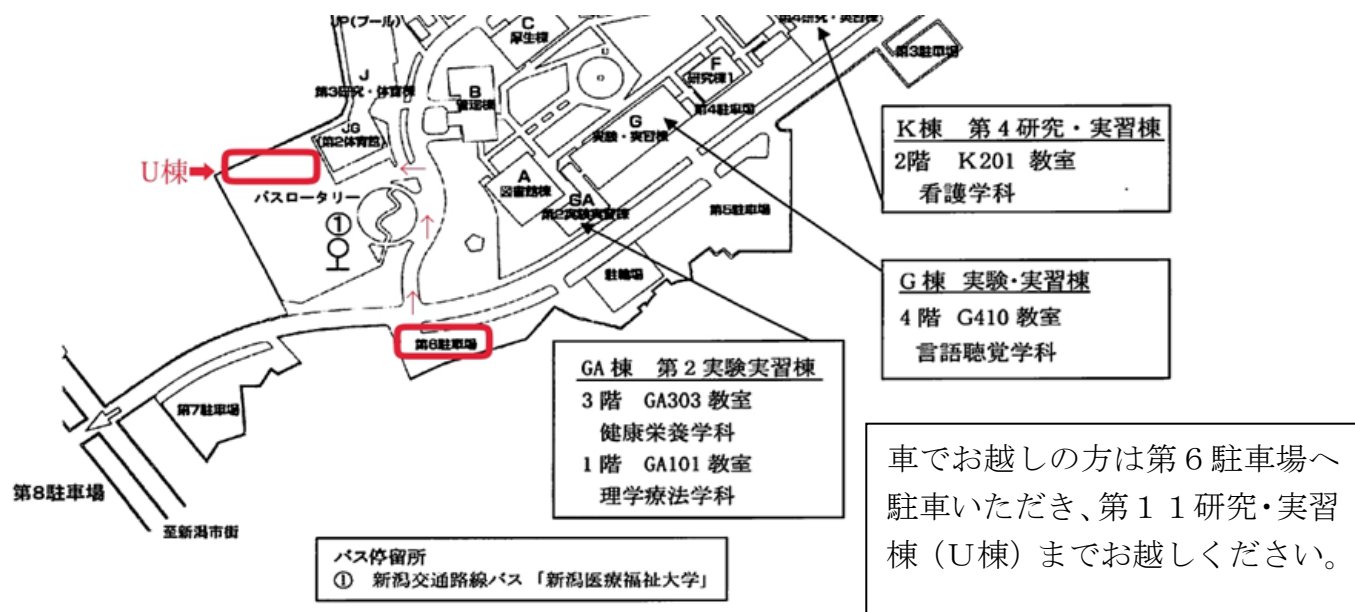 P(プール)
C
厚生棟
第4研究・実習棟
第3駐車場
J
第3研究・体育棟
B
管理棟
F
研究棟1
第4駐車場
JG
(第2体育館)
G
実験・実習棟
U棟
バスロータリー
A
図書館棟
GA
第2実験実習棟
第5駐車場
①
駐輪場
第6駐車場
第7駐車場
第8駐車場
至新潟市街
K棟 第4研究・実習棟
2階 K201 教室
看護学科
G棟 実験・実習棟
4階 G410 教室
言語聴覚学科
GA棟 第2実験実習棟
3階 GA303 教室
健康栄養学科
1階 GA101 教室
理学療法学科
車でお越しの方は第6駐車場へ
駐車いただき、第11研究・実習
棟(U棟)までお越しください。
バス停留所
① 新潟交通路線バス「新潟医療福祉大学」